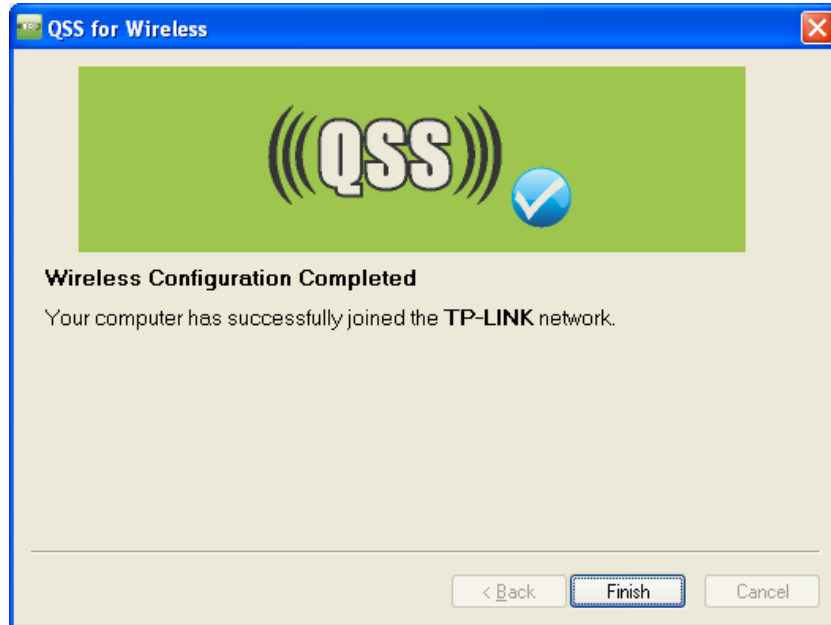 QSS for Wireless
(((QSS)))
Wireless Configuration Completed
Your computer has successfully joined the TP-LINK network.
< Back
Finish
Cancel